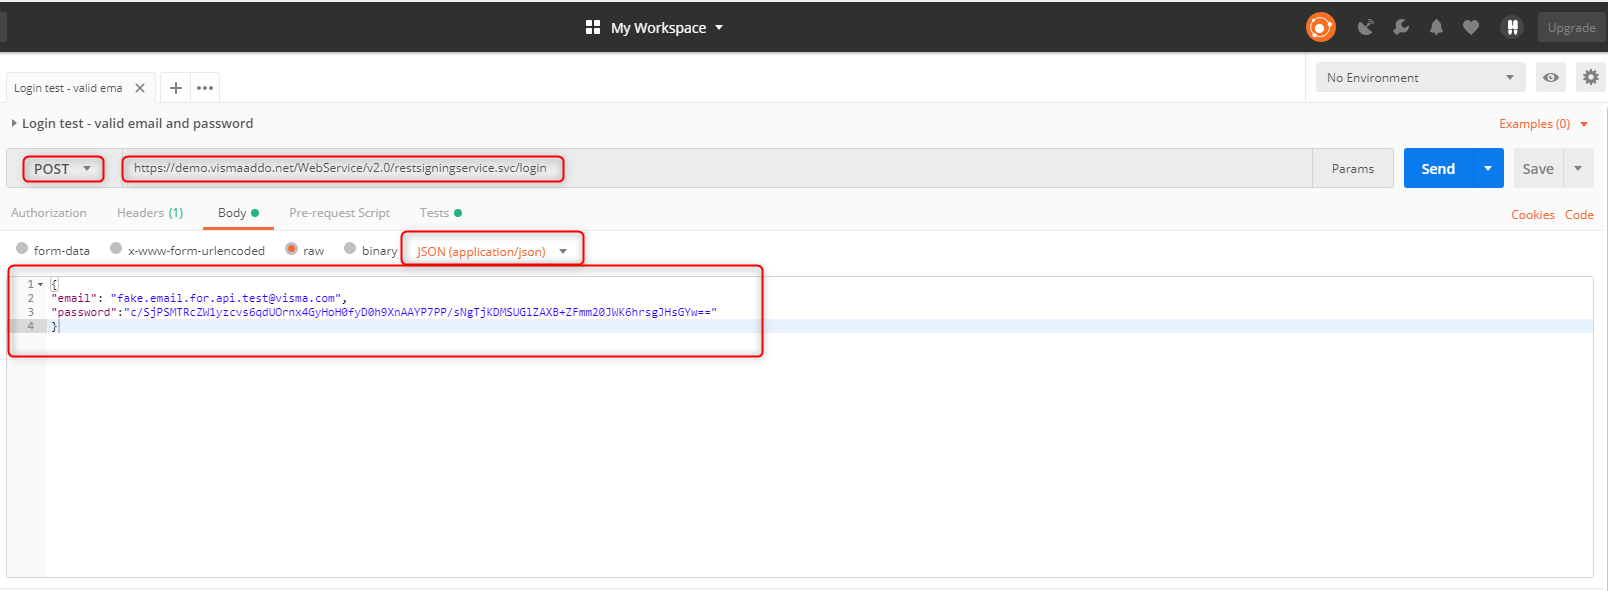 My Workspace
Upgrade
Login test - valid ema
No Environment
Login test - valid email and password
Examples (0)
POST
https://demo.vismaaddo.net/WebService/v2.0/restsigningservice.svc/login
Params
Send
Save
Authorization
Headers (1)
Body
Pre-request Script
Tests
Cookies
Code
form-data
x-www-form-urlencoded
raw
binary
JSON (application/json)
1 {
2 "email": "fake.email.for.api.test@visma.com",
3 "password":"c/SjPSMTRcZW1yzcvs6qdUOrnx4GyHoH0fyD0h9XnAAYP7PP/sNgTjKDMSUGlZAXB+ZFmm20JWK6hrsgJHsGYw=="
4 }